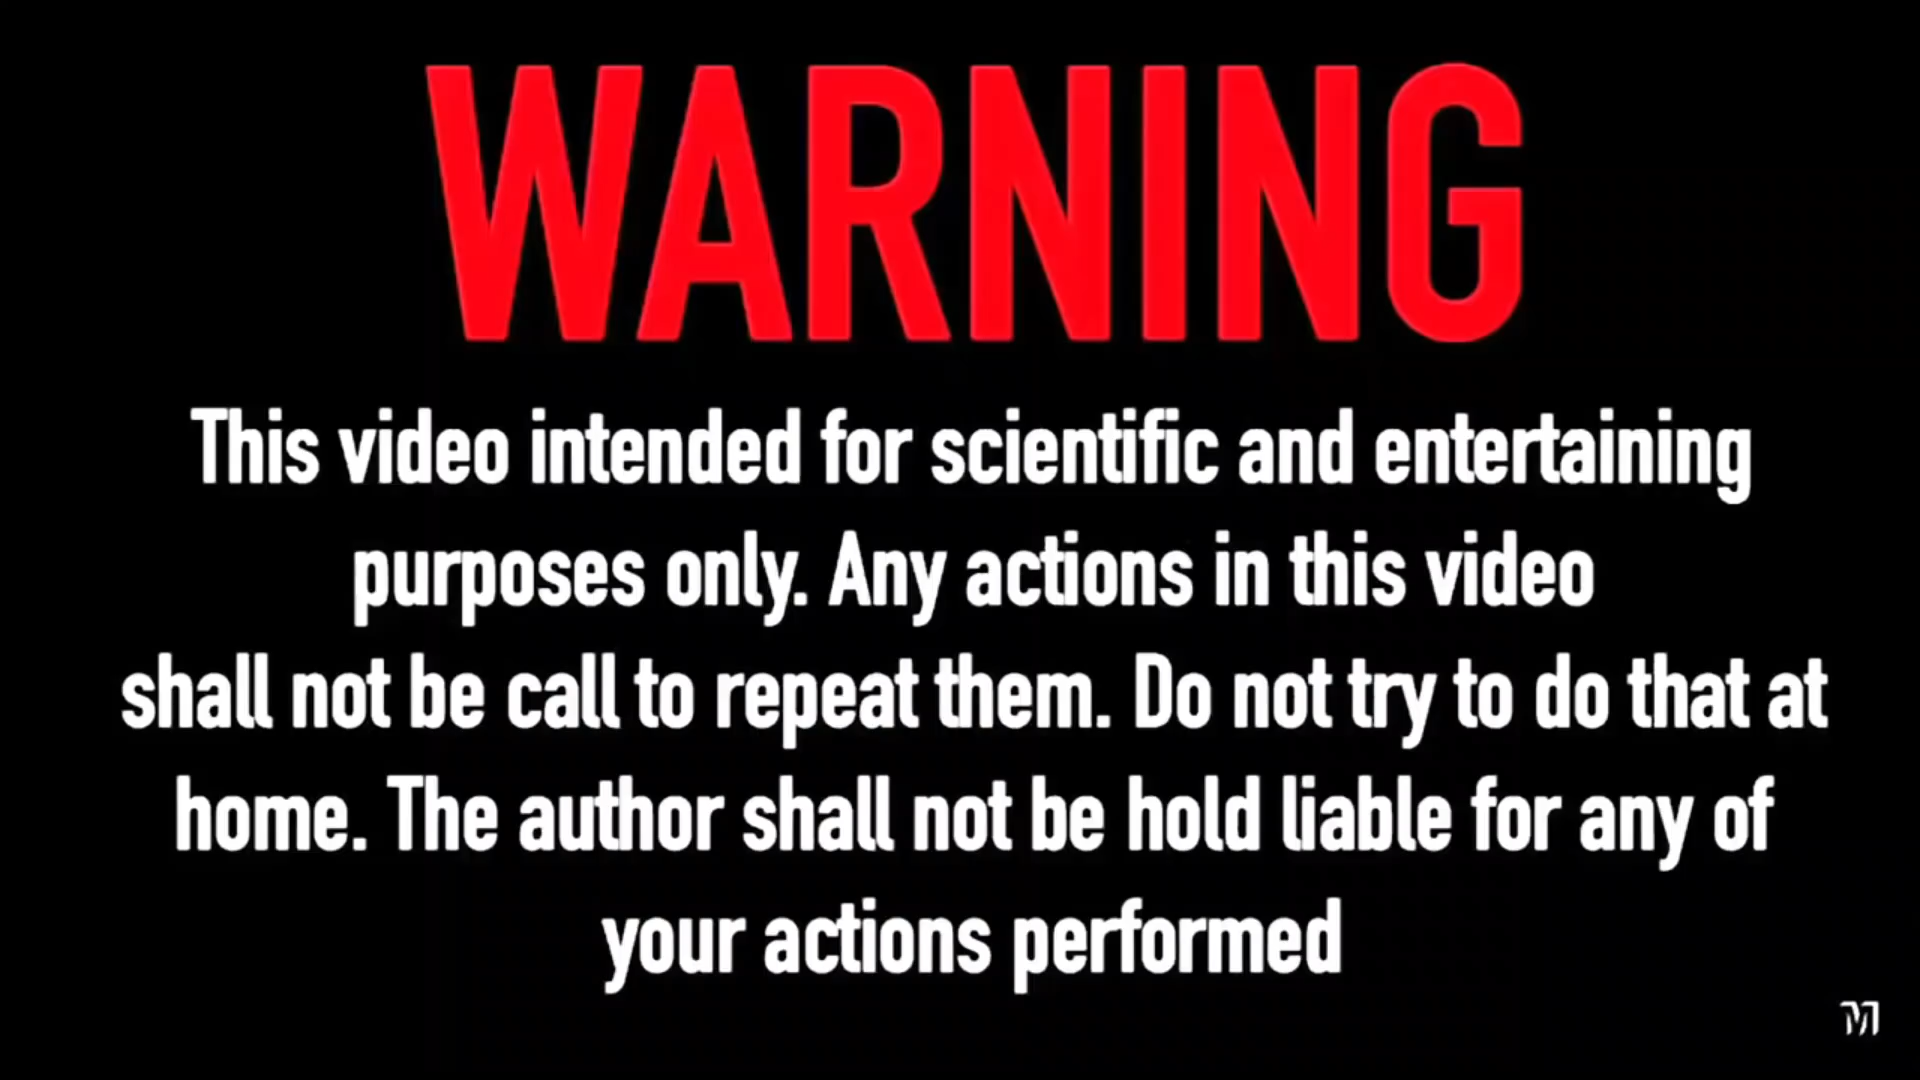 WARNING
This video intended for scientific and entertaining
purposes only. Any actions in this video
shall not be call to repeat them. Do not try to do that at
home. The author shall not be hold liable for any of
your actions performed
M